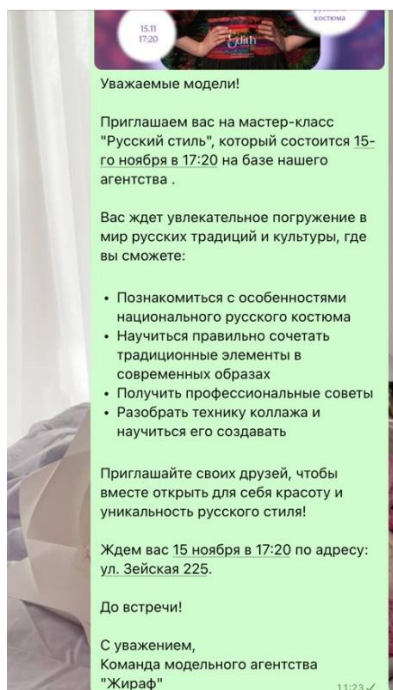 15.11
17:20
костюма
Edith
Уважаемые модели!
Приглашаем вас на мастер-класс
"Русский стиль", который состоится 15-
го ноября в 17:20 на базе нашего
агентства .
Вас ждет увлекательное погружение в
мир русских традиций и культуры, где
вы сможете:
• Познакомиться с особенностями
национального русского костюма
• Научиться правильно сочетать
традиционные элементы в
современных образах
• Получить профессиональные советы
• Разобрать технику коллажа и
научиться его создавать
Приглашайте своих друзей, чтобы
вместе открыть для себя красоту и
уникальность русского стиля!
Ждем вас 15 ноября в 17:20 по адресу:
ул. Зейская 225.
До встречи!
С уважением,
Команда модельного агентства
"Жираф"
11:23